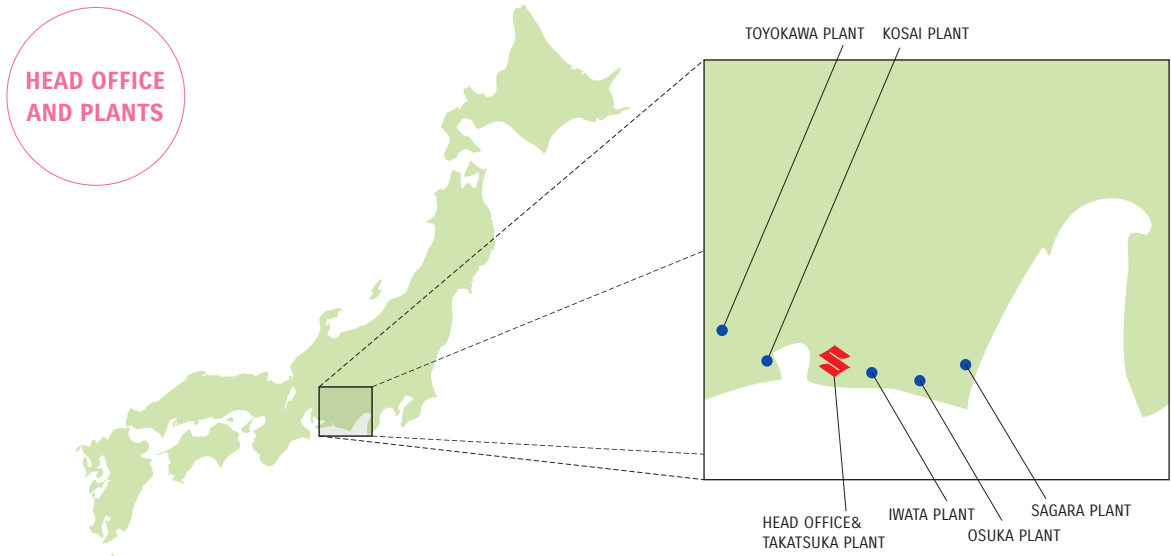 HEAD OFFICE
AND PLANTS
TOYOKAWA PLANT
KOSAI PLANT
HEAD OFFICE&
TAKATSUKA PLANT
IWATA PLANT
OSUKA PLANT
SAGARA PLANT